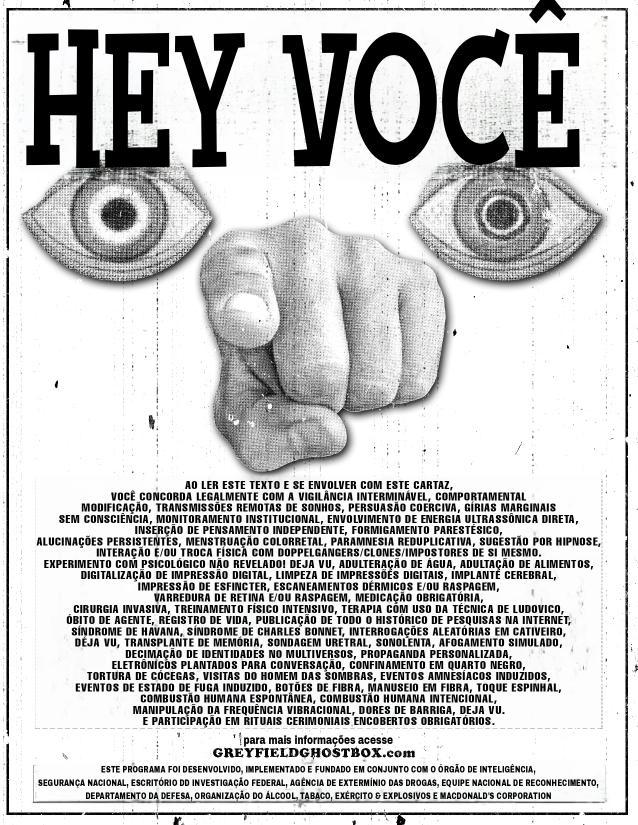 HEY VOCÊ
AO LER ESTE TEXTO E SE ENVOLVER COM ESTE CARTAZ,
VOCÊ CONCORDA LEGALMENTE COM A VIGILÂNCIA INTERMINÁVEL, COMPORTAMENTAL
MODIFICAÇÃO, TRANSMISSÕES REMOTAS DE SONHOS, PERSUASÃO COERCIVA, GÍRIAS MARGINAIS
SEM CONSCIÊNCIA, MONITORAMENTO INSTITUCIONAL, ENVOLVIMENTO DE ENERGIA ULTRASSÔNICA DIRETA,
INSERÇÃO DE PENSAMENTO INDEPENDENTE, FORMIGAMENTO PARESTÉSICO,
ALUCINAÇÕES PERSISTENTES, MENSTRUAÇÃO COLORRETAL, PARAMNESIA REDUPLICATIVA, SUGESTÃO POR HIPNOSE,
INTERAÇÃO E/OU TROCA FÍSICA COM DOPPELGANGERS/CLONES/IMPOSTORES DE SI MESMO.
EXPERIMENTO COM PSICOLÓGICO NÃO REVELADO! DEJA VU, ADULTERAÇÃO DE ÁGUA, ADULTAÇÃO DE ALIMENTOS,
DIGITALIZAÇÃO DE IMPRESSÃO DIGITAL, LIMPEZA DE IMPRESSÕES DIGITAIS, IMPLANTE CEREBRAL,
IMPRESSÃO DE ESFINCTER, ESCANEAMENTOS DÉRMICOS E/OU RASPAGEM,
VARREDURA DE RETINA E/OU RASPAGEM, MEDICAÇÃO OBRIGATÓRIA,
CIRURGIA INVASIVA, TREINAMENTO FÍSICO INTENSIVO, TERAPIA COM USO DA TÉCNICA DE LUDOVICO,
ÓBITO DE AGENTE, REGISTRO DE VIDA, PUBLICAÇÃO DE TODO O HISTÓRICO DE PESQUISAS NA INTERNET,
SÍNDROME DE HAVANA, SÍNDROME DE CHARLES BONNET, INTERROGAÇÕES ALEATÓRIAS EM CATIVEIRO,
DÉJA VU, TRANSPLANTE DE MEMÓRIA, SONDAGEM URETRAL, SONOLENTA, AFOGAMENTO SIMULADO,
DECIMAÇÃO DE IDENTIDADES NO MULTIVERSOS, PROPAGANDA PERSONALIZADA,
ELETRÔNICOS PLANTADOS PARA CONVERSAÇÃO, CONFINAMENTO EM QUARTO NEGRO,
TORTURA DE CÓCEGAS, VISITAS DO HOMEM DAS SOMBRAS, EVENTOS AMNESÍACOS INDUZIDOS,
EVENTOS DE ESTADO DE FUGA INDUZIDO, BOTÕES DE FIBRA, MANUSEIO EM FIBRA, TOQUE ESPINHAL,
COMBUSTÃO HUMANA ESPONTÂNEA, COMBUSTÃO HUMANA INTENCIONAL,
MANIPULAÇÃO DA FREQUÊNCIA VIBRACIONAL, DORES DE BARRIGA, DEJA VU.
E PARTICIPAÇÃO EM RITUAIS CERIMONIAIS ENCOBERTOS OBRIGATÓRIOS.
para mais informações acesse
GREYFIELDGHOSTBOX.com
ESTE PROGRAMA FOI DESENVOLVIDO, IMPLEMENTADO E FUNDADO EM CONJUNTO COM O ÓRGÃO DE INTELIGÊNCIA,
SEGURANÇA NACIONAL, ESCRITÓRIO DO INVESTIGAÇÃO FEDERAL, AGÊNCIA DE EXTERMÍNIO DAS DROGAS, EQUIPE NACIONAL DE RECONHECIMENTO,
DEPARTAMENTO DA DEFESA, ORGANIZAÇÃO DO ÁLCOOL, TABACO, EXÉRCITO & EXPLOSIVOS E MACDONALD'S CORPORATION